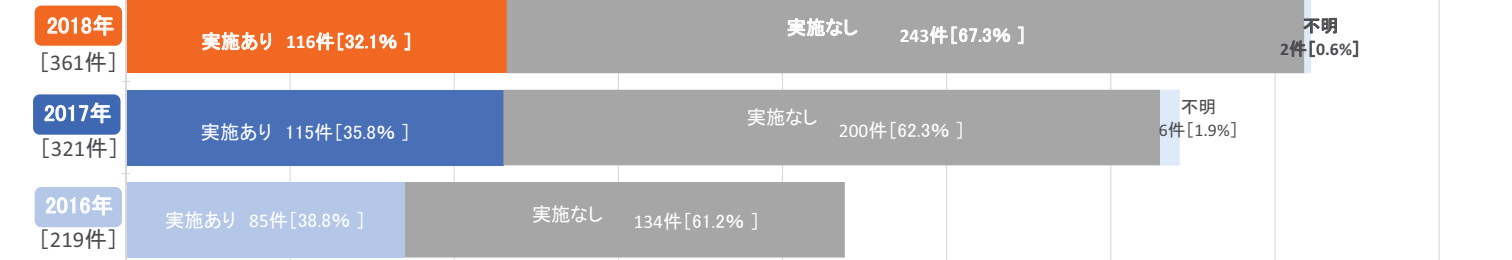 2018年
[361件]
実施あり 116件[32.1% ]
実施なし 243件[67.3% ]
不明
2件[0.6%]
2017年
[321件]
実施あり 115件[35.8% ]
実施なし 200件[62.3% ]
不明
6件[1.9%]
2016年
[219件]
実施あり 85件[38.8% ]
実施なし 134件[61.2% ]